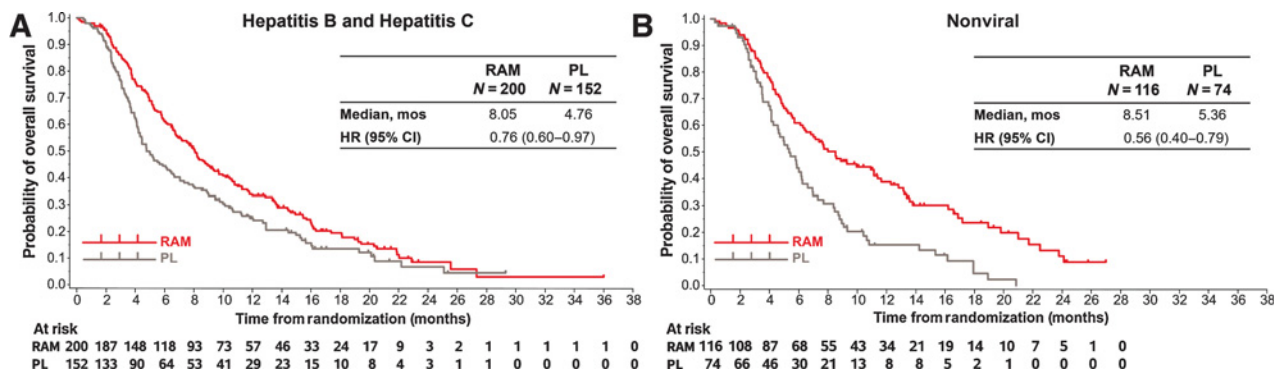 A
Hepatitis B and Hepatitis C
RAM PL
N = 200 N = 152
Median, mos 8.05 4.76
HR (95% CI) 0.76 (0.60–0.97)
Probability of overall survival
1.0
0.9
0.8
0.7
0.6
0.5
0.4
0.3
0.2
0.1
0.0
RAM
PL
0 2 4 6 8 10 12 14 16 18 20 22 24 26 28 30 32 34 36 38
Time from randomization (months)
At risk
RAM 200 187 148 118 93 73 57 46 33 24 17 9 3 2 1 1 1 1 1 0
PL 152 133 90 64 53 41 29 23 15 10 8 4 3 1 1 0 0 0 0 0
B
Nonviral
RAM PL
N = 116 N = 74
Median, mos 8.51 5.36
HR (95% CI) 0.56 (0.40–0.79)
Probability of overall survival
1.0
0.9
0.8
0.7
0.6
0.5
0.4
0.3
0.2
0.1
0.0
RAM
PL
0 2 4 6 8 10 12 14 16 18 20 22 24 26 28 30 32 34 36 38
Time from randomization (months)
At risk
RAM 116 108 87 68 55 43 34 21 19 14 10 7 5 1 0
PL 74 66 46 30 21 13 8 8 5 2 1 0 0 0 0